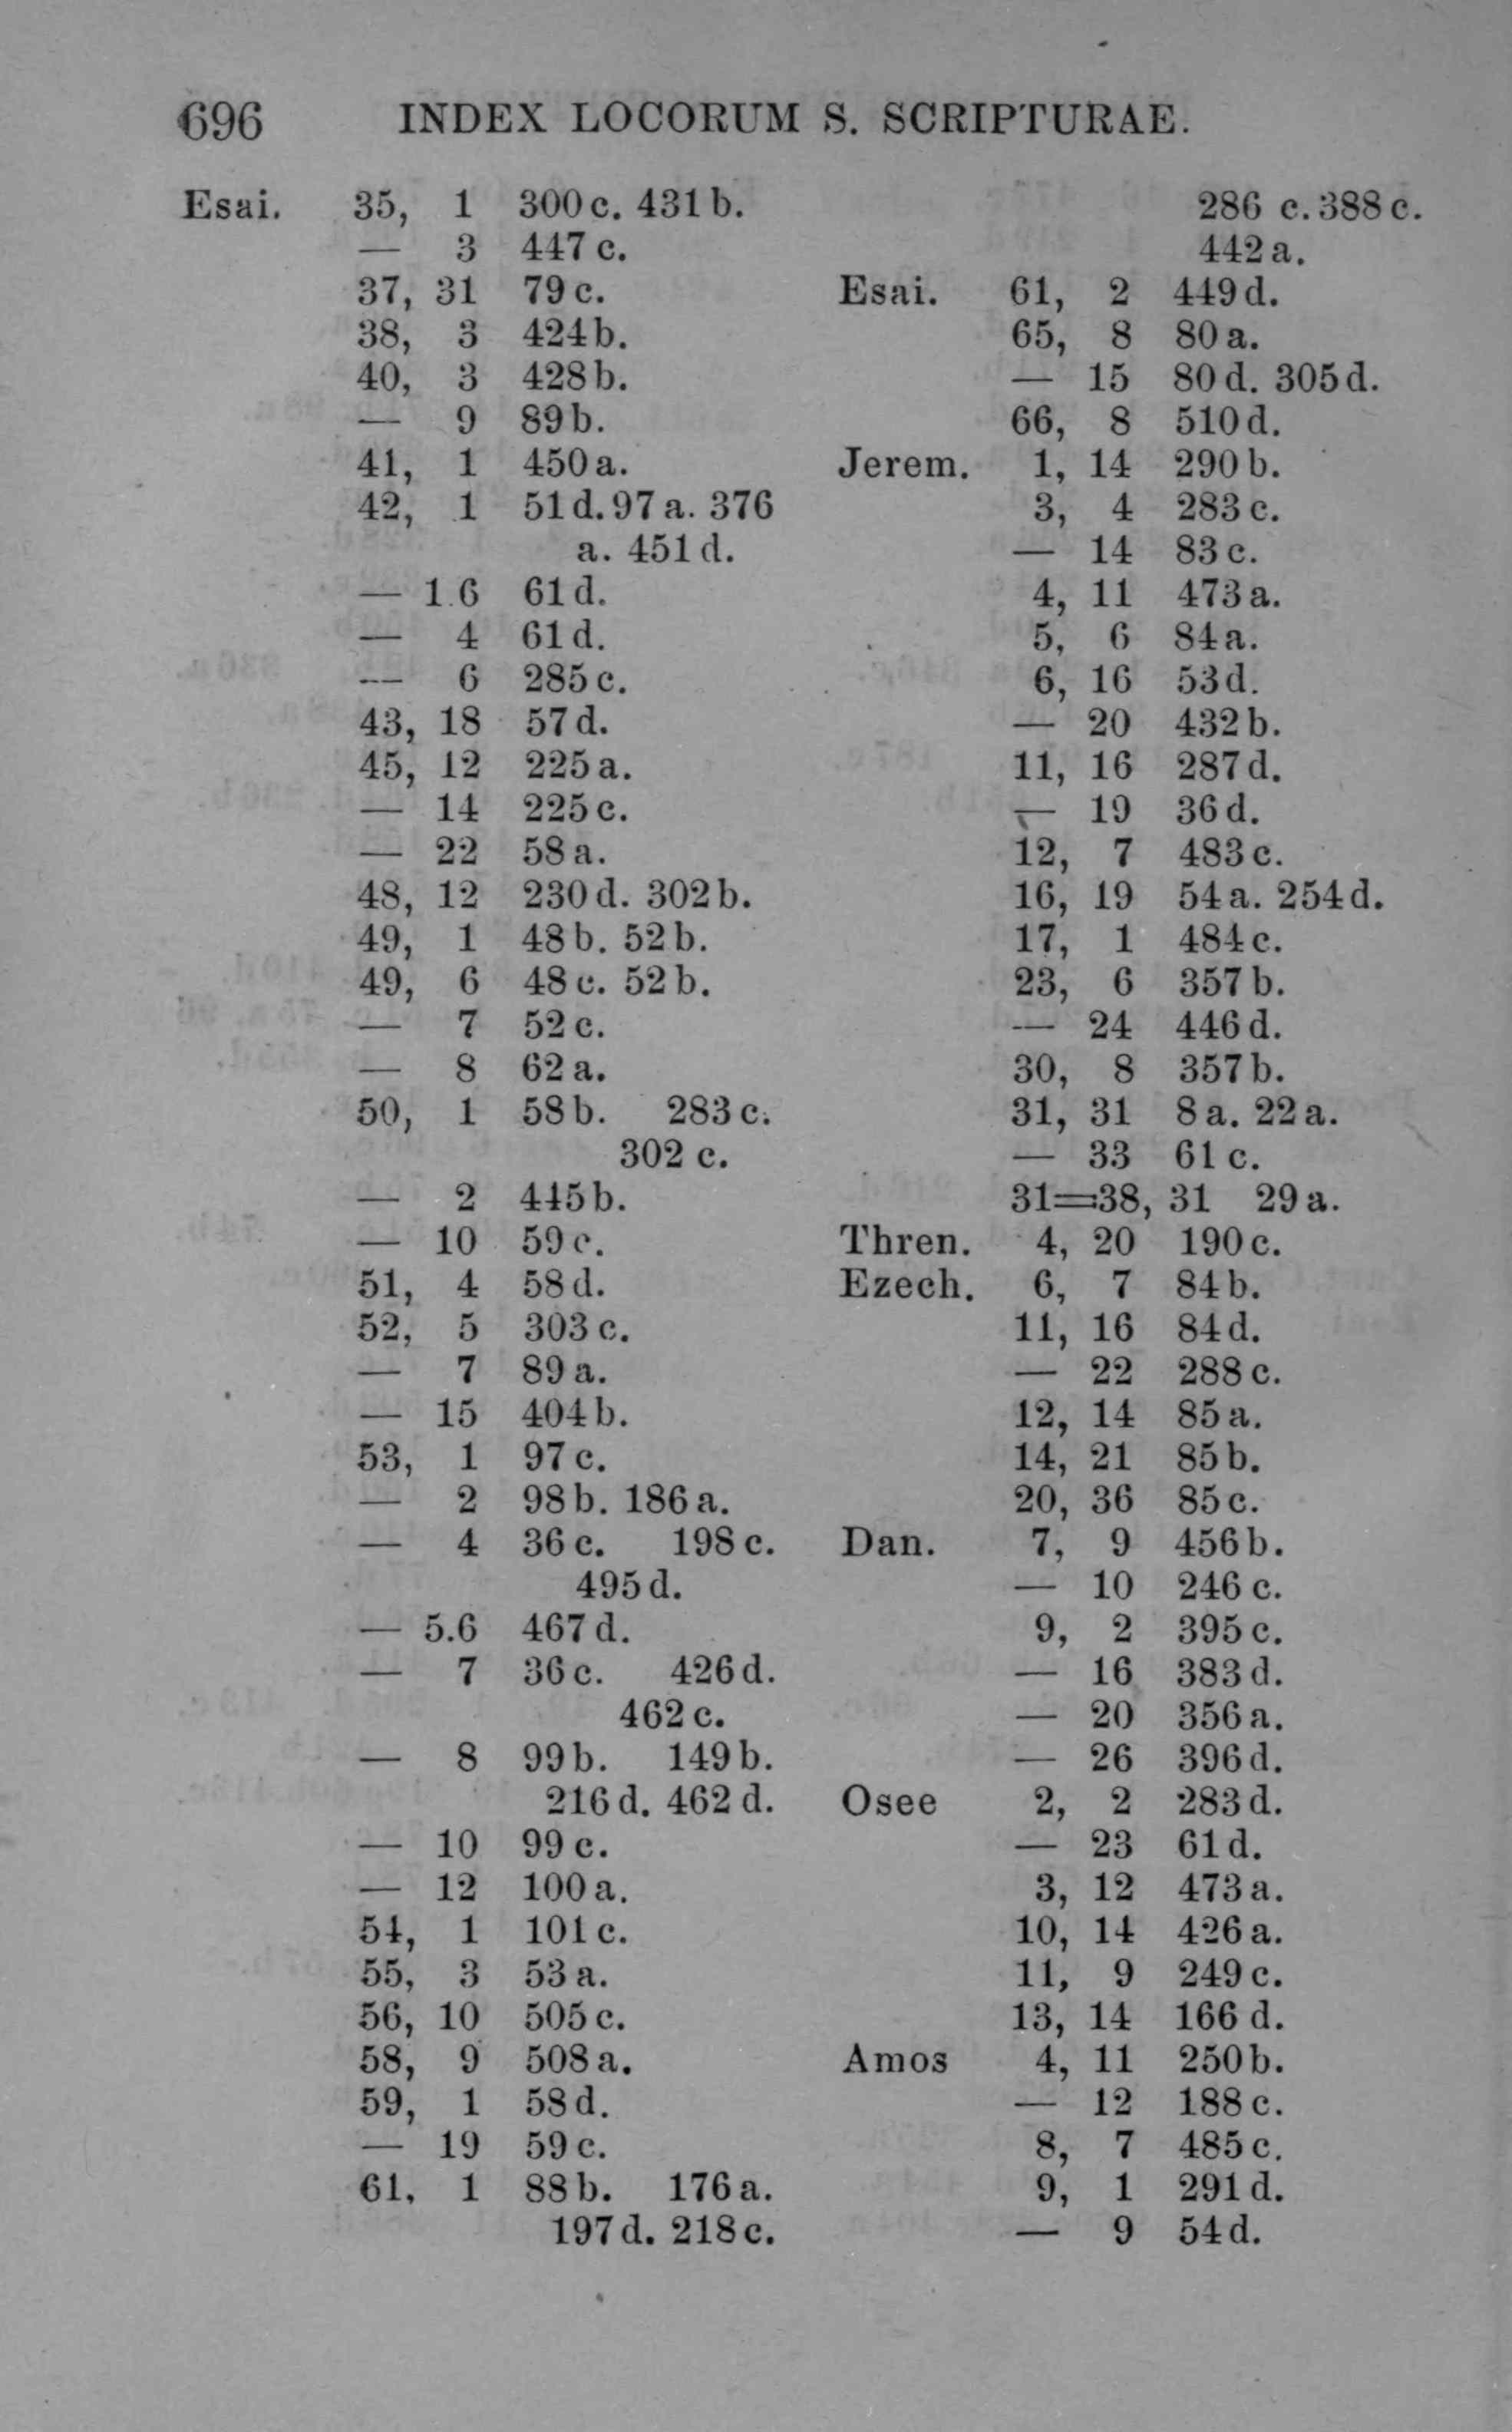 696 INDEX LOCORUM S. SCRIPTURAE.
Esai. 35, 1 300 c. 431 b.
— 3 447 c.
37, 31 79 c.
38, 3 424 b.
40, 3 428 b.
— 9 89 b.
41, 1 450 a.
42, 1 51 d. 97 a. 376
a. 451 d.
— 1.6 61 d.
— 4 61 d.
— 6 285 c.
43, 18 57 d.
45, 12 225 a.
— 14 225 c.
— 22 58 a.
48, 12 230 d. 302 b.
49, 1 48 b. 52 b.
49, 6 48 c. 52 b.
— 7 52 c.
— 8 62 a.
50, 1 58 b. 283 c.
302 c.
— 2 445 b.
— 10 59 c.
51, 4 58 d.
52, 5 303 c.
— 7 89 a.
— 15 404 b.
53, 1 97 c.
— 2 98 b. 186 a.
— 4 36 c. 198 c.
495 d.
— 5.6 467 d.
— 7 36 c. 426 d.
462 c.
— 8 99 b. 149 b.
216 d. 462 d.
— 10 99 c.
— 12 100 a.
54, 1 101 c.
55, 3 53 a.
56, 10 505 c.
58, 9 508 a.
59, 1 58 d.
— 19 59 c.
61, 1 88 b. 176 a.
197 d. 218 c.
286 c. 388 c.
442 a.
Esai. 61, 2 449 d.
65, 8 80 a.
— 15 80 d. 305 d.
66, 8 510 d.
Jerem. 1, 14 290 b.
3, 4 283 c.
— 14 83 c.
4, 11 473 a.
5, 6 84 a.
6, 16 53 d.
— 20 432 b.
11, 16 287 d.
— 19 36 d.
12, 7 483 c.
16, 19 54 a. 254 d.
17, 1 484 c.
23, 6 357 b.
— 24 446 d.
30, 8 357 b.
31, 31 8 a. 22 a.
— 33 61 c.
31=38, 31 29 a.
Thren. 4, 20 190 c.
Ezech. 6, 7 84 b.
11, 16 84 d.
— 22 288 c.
12, 14 85 a.
14, 21 85 b.
20, 36 85 c.
Dan. 7, 9 456 b.
— 10 246 c.
9, 2 395 c.
— 16 383 d.
— 20 356 a.
— 26 396 d.
Osee 2, 2 283 d.
— 23 61 d.
3, 12 473 a.
10, 14 426 a.
11, 9 249 c.
13, 14 166 d.
Amos 4, 11 250 b.
— 12 188 c.
8, 7 485 c.
9, 1 291 d.
— 9 54 d.